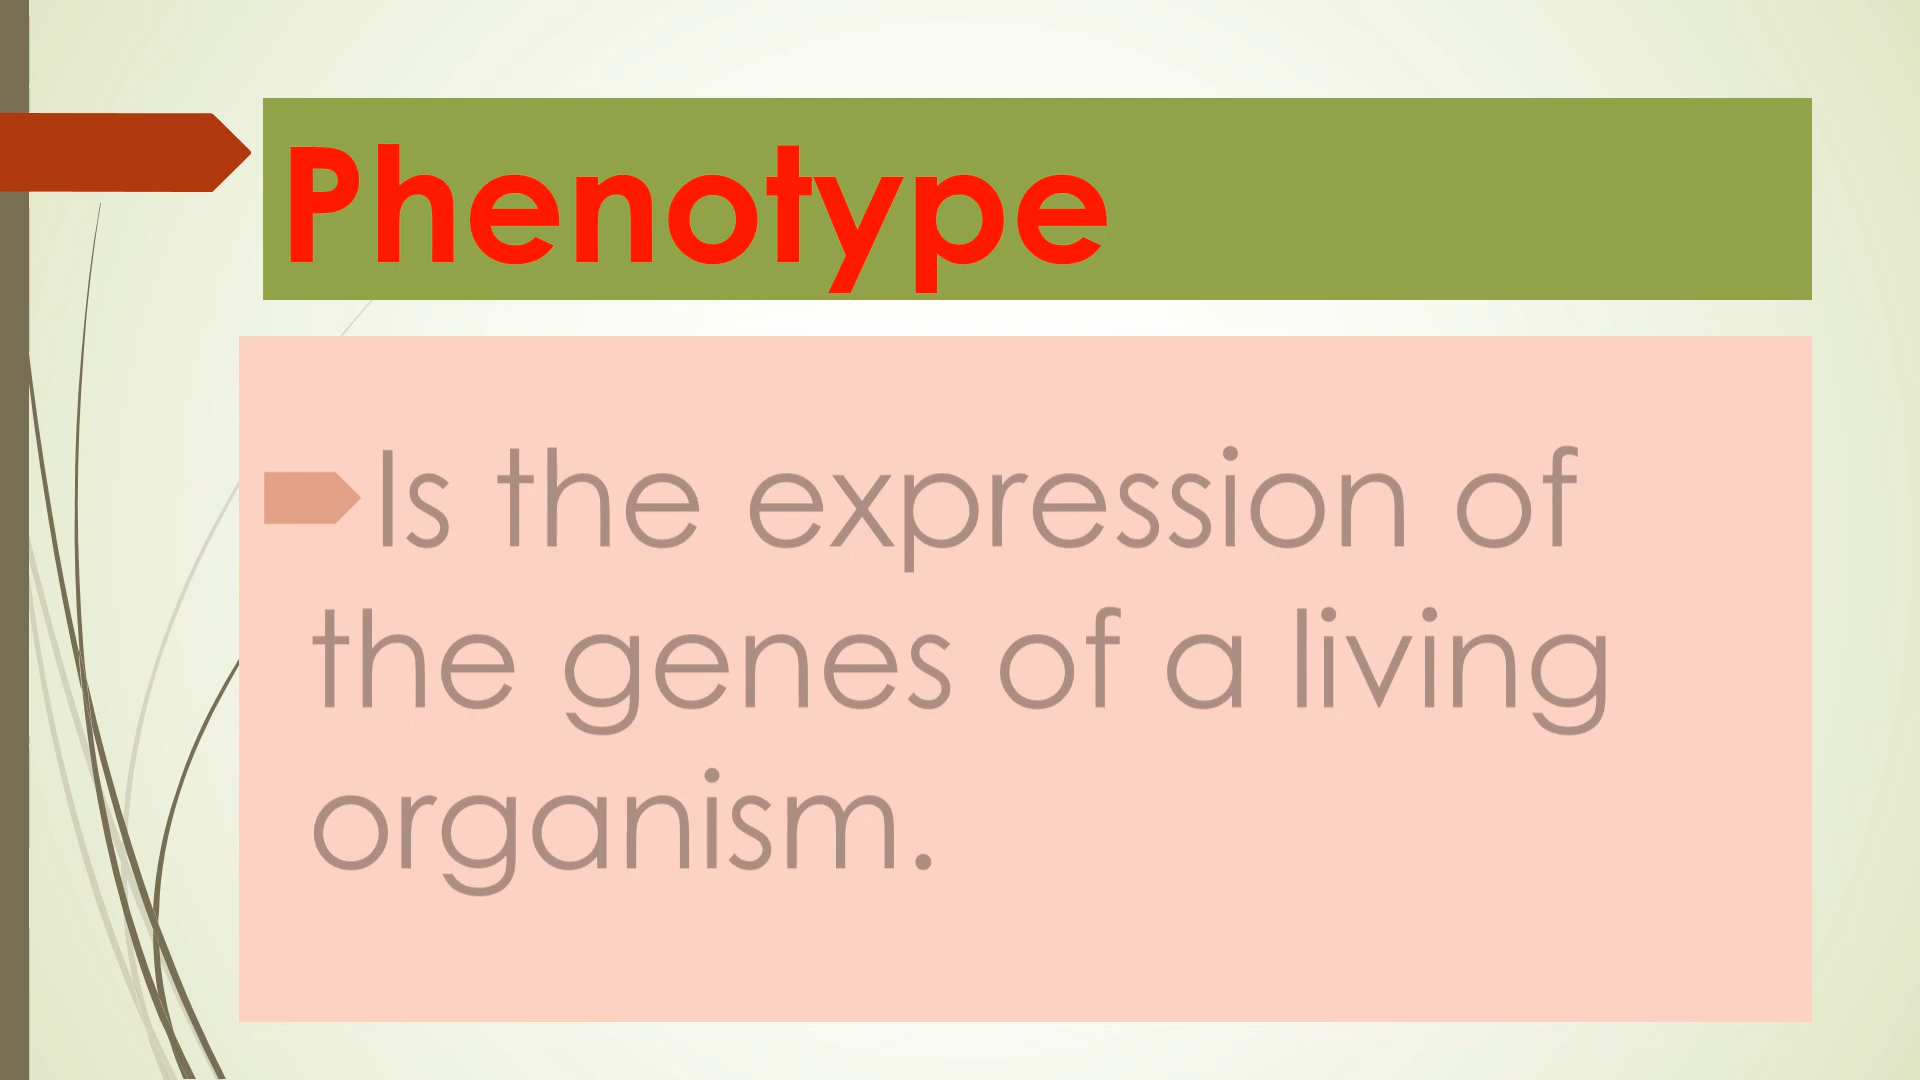 Phenotype
Is the expression of
the genes of a living
organism.